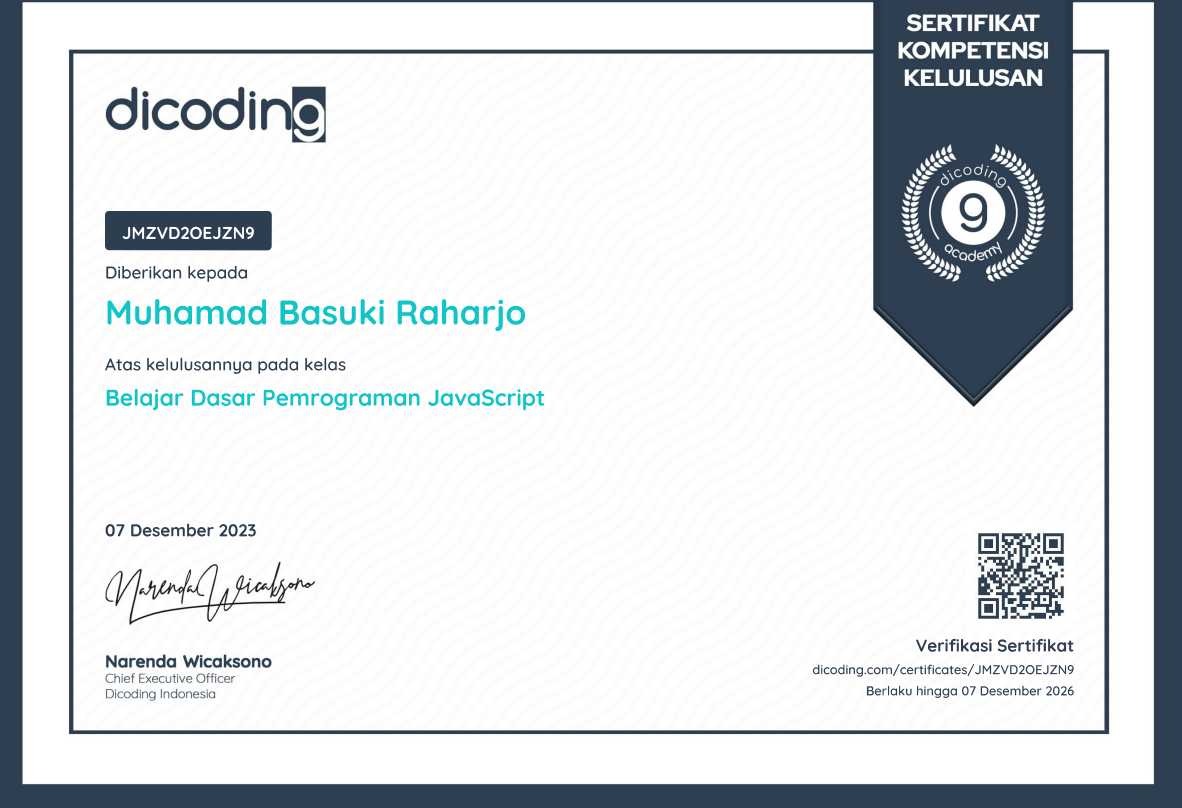 SERTIFIKAT
KOMPETENSI
KELULUSAN
dicoding
dicoding
9
academy
JMZVD2OEJZN9
Diberikan kepada
Muhamad Basuki Raharjo
Atas kelulusannya pada kelas
Belajar Dasar Pemrograman JavaScript
07 Desember 2023
Narenda Wicaksono
Narenda Wicaksono
Chief Executive Officer
Dicoding Indonesia
Verifikasi Sertifikat
dicoding.com/certificates/JMZVD2OEJZN9
Berlaku hingga 07 Desember 2026